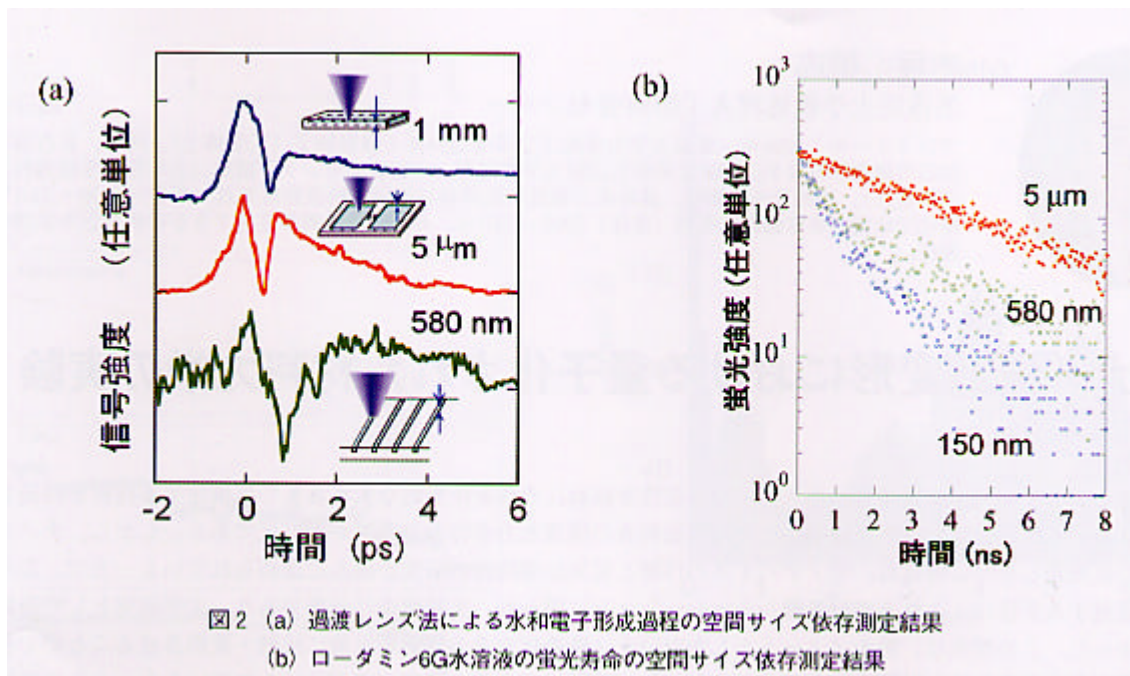 (a)
信号強度 (任意単位)
1 mm
5 μm
580 nm
-2 0 2 4 6
時間 (ps)
(b)
蛍光強度 (任意単位)
10³
10²
10¹
10⁰
5 μm
580 nm
150 nm
0 1 2 3 4 5 6 7 8
時間 (ns)
図2 (a) 過渡レンズ法による水和電子形成過程の空間サイズ依存測定結果
(b) ローダミン6G水溶液の蛍光寿命の空間サイズ依存測定結果